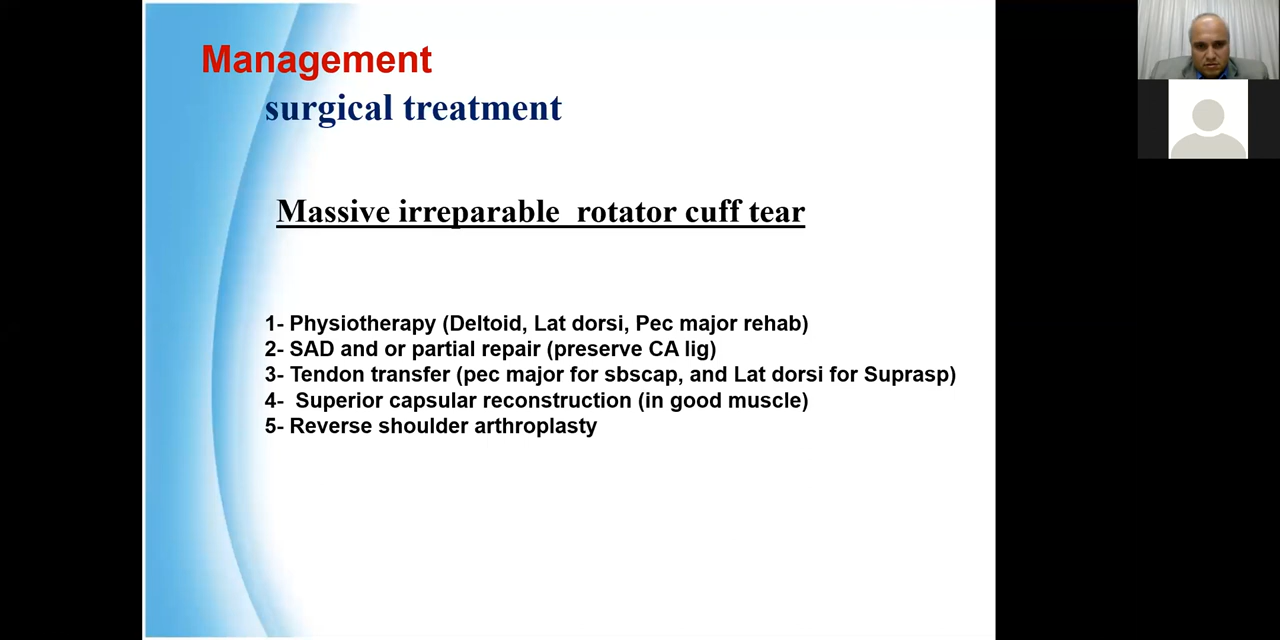 Management
surgical treatment
Massive irreparable rotator cuff tear
1- Physiotherapy (Deltoid, Lat dorsi, Pec major rehab)
2- SAD and or partial repair (preserve CA lig)
3- Tendon transfer (pec major for sbscap, and Lat dorsi for Suprasp)
4- Superior capsular reconstruction (in good muscle)
5- Reverse shoulder arthroplasty